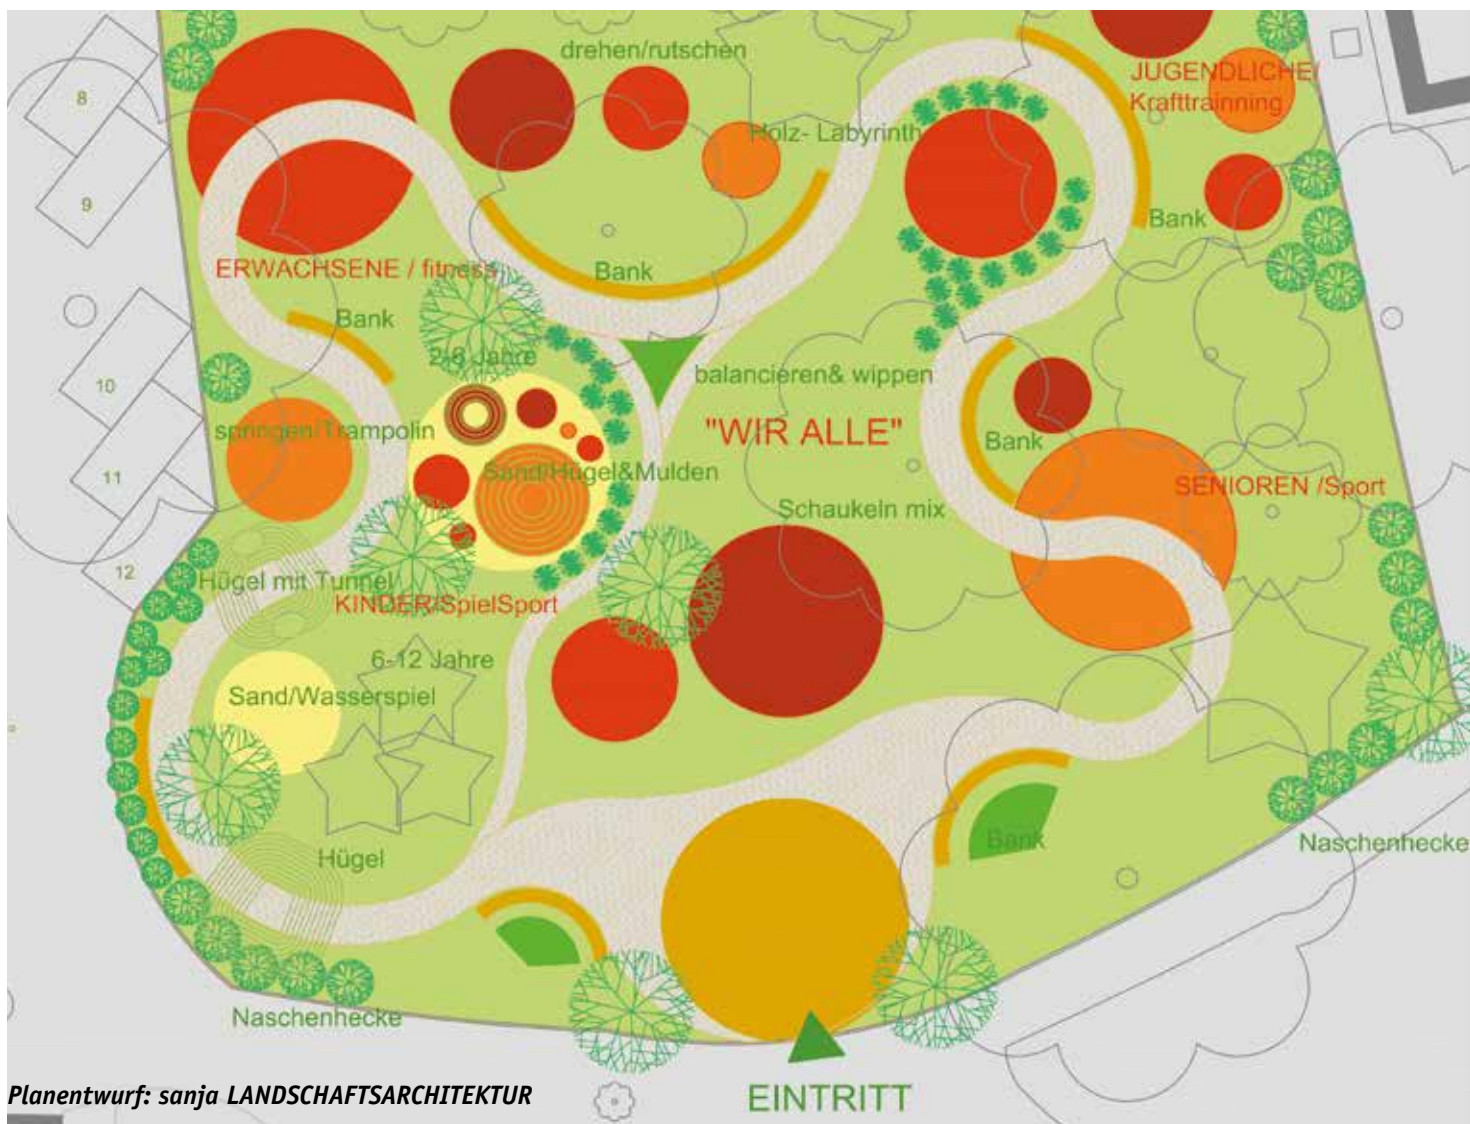 drehen/rutschen
JUGENDLICHE/
Krafttrainning
8
Holz- Labyrinth
9
Bank
ERWACHSENE / fitness
Bank
Bank
2-6 Jahre
balancieren& wippen
10
springen/Trampolin
"WIR ALLE"
Bank
Sand/Hügel&Mulden
11
SENIOREN /Sport
Schaukeln mix
12
Hügel mit Tunnel
KINDER/SpielSport
6-12 Jahre
Sand/Wasserspiel
Bank
Naschenhecke
Hügel
Naschenhecke
Planentwurf: sanja LANDSCHAFTSARCHITEKTUR
EINTRITT